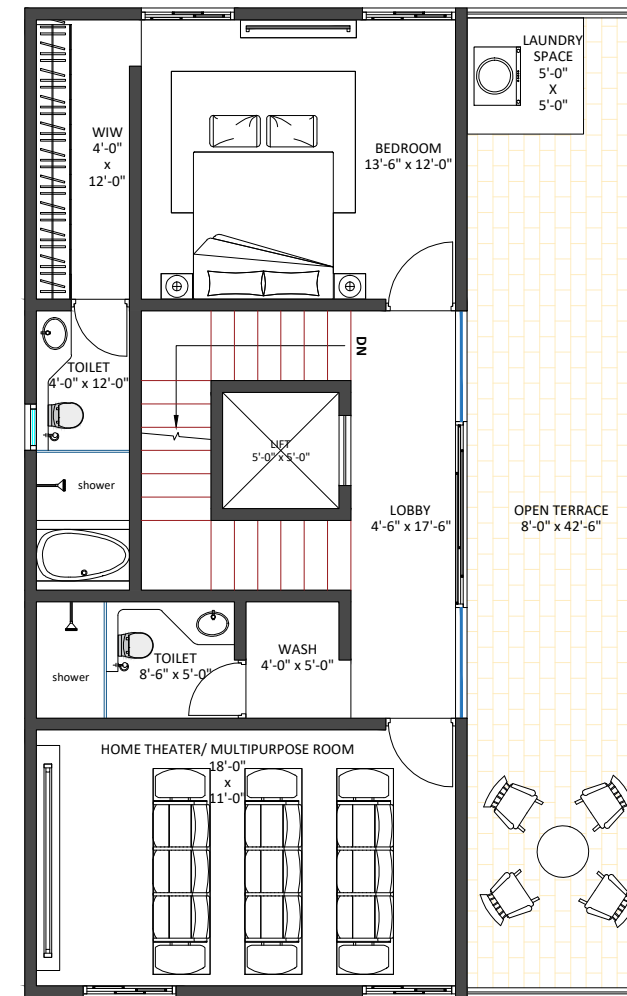 LAUNDRY
SPACE
5'-0"
X
5'-0"
WIW
4'-0"
x
12'-0"
BEDROOM
13'-6" x 12'-0"
DN
TOILET
4'-0" x 12'-0"
LIFT
5'-0" x 5'-0"
shower
LOBBY
4'-6" x 17'-6"
OPEN TERRACE
8'-0" x 42'-6"
WASH
4'-0" x 5'-0"
TOILET
8'-6" x 5'-0"
shower
HOME THEATER/ MULTIPURPOSE ROOM
18'-0"
x
11'-0"